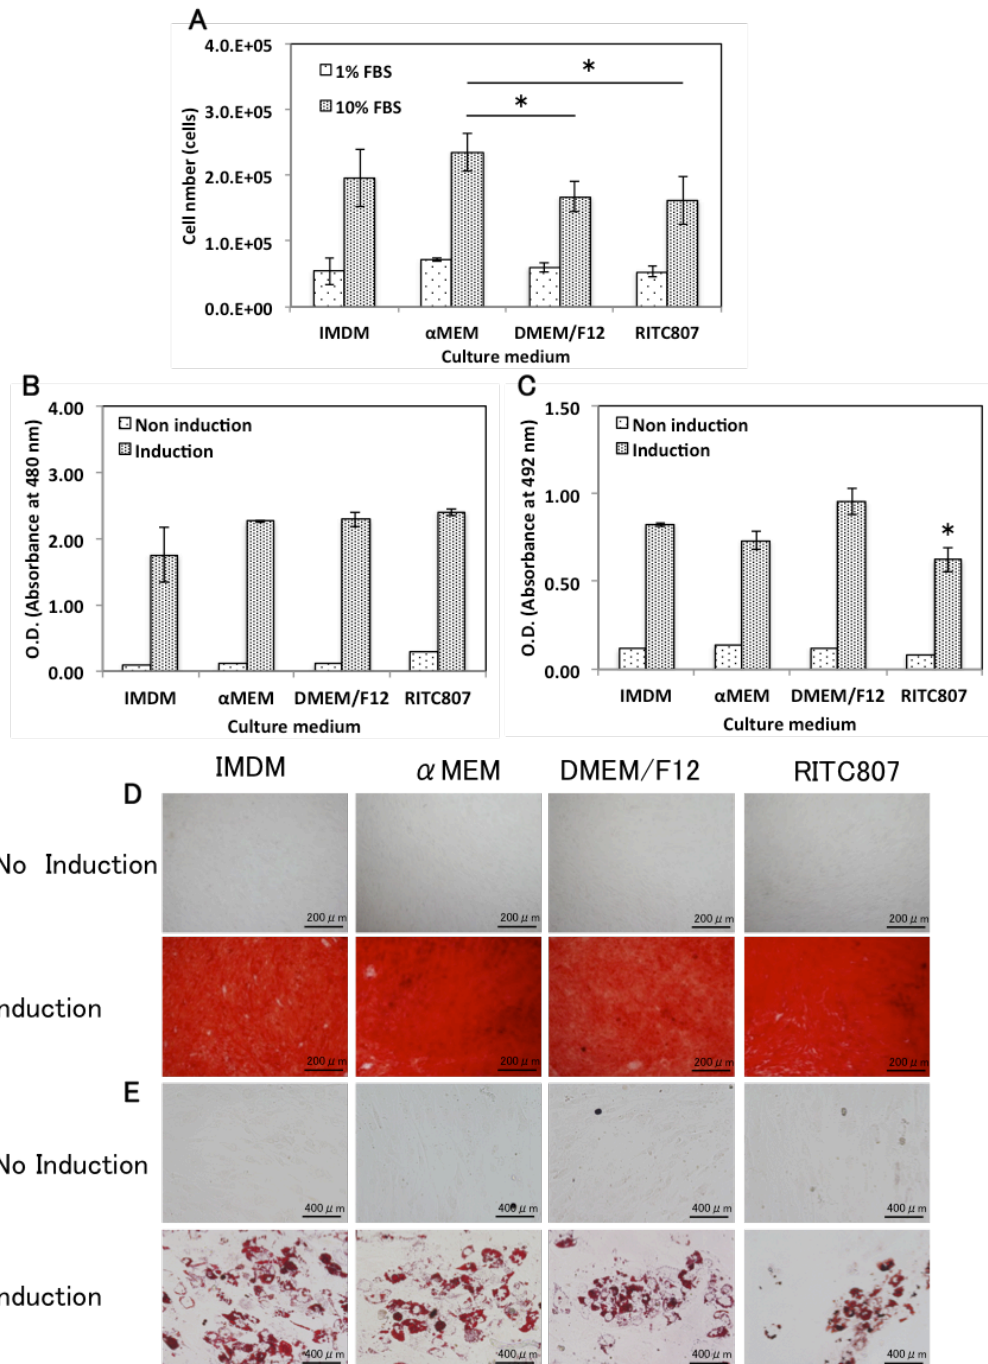 A
4.0.E+05
3.0.E+05
2.0.E+05
1.0.E+05
0.0.E+00
Cell nmber (cells)
1% FBS
10% FBS
*
*
IMDM αMEM DMEM/F12 RITC807
Culture medium
B
4.00
3.00
2.00
1.00
0.00
O.D. (Absorbance at 480 nm)
Non induction
Induction
IMDM αMEM DMEM/F12 RITC807
Culture medium
C
1.50
1.00
0.50
0.00
O.D. (Absorbance at 492 nm)
Non induction
Induction
*
IMDM αMEM DMEM/F12 RITC807
Culture medium
IMDM α MEM DMEM/F12 RITC807
D
No Induction
200 μ m 200 μ m 200 μ m 200 μ m
nduction
200 μ m 200 μ m 200 μ m 200 μ m
E
No Induction
400 μ m 400 μ m 400 μ m 400 μ m
nduction
400 μ m 400 μ m 400 μ m 400 μ m